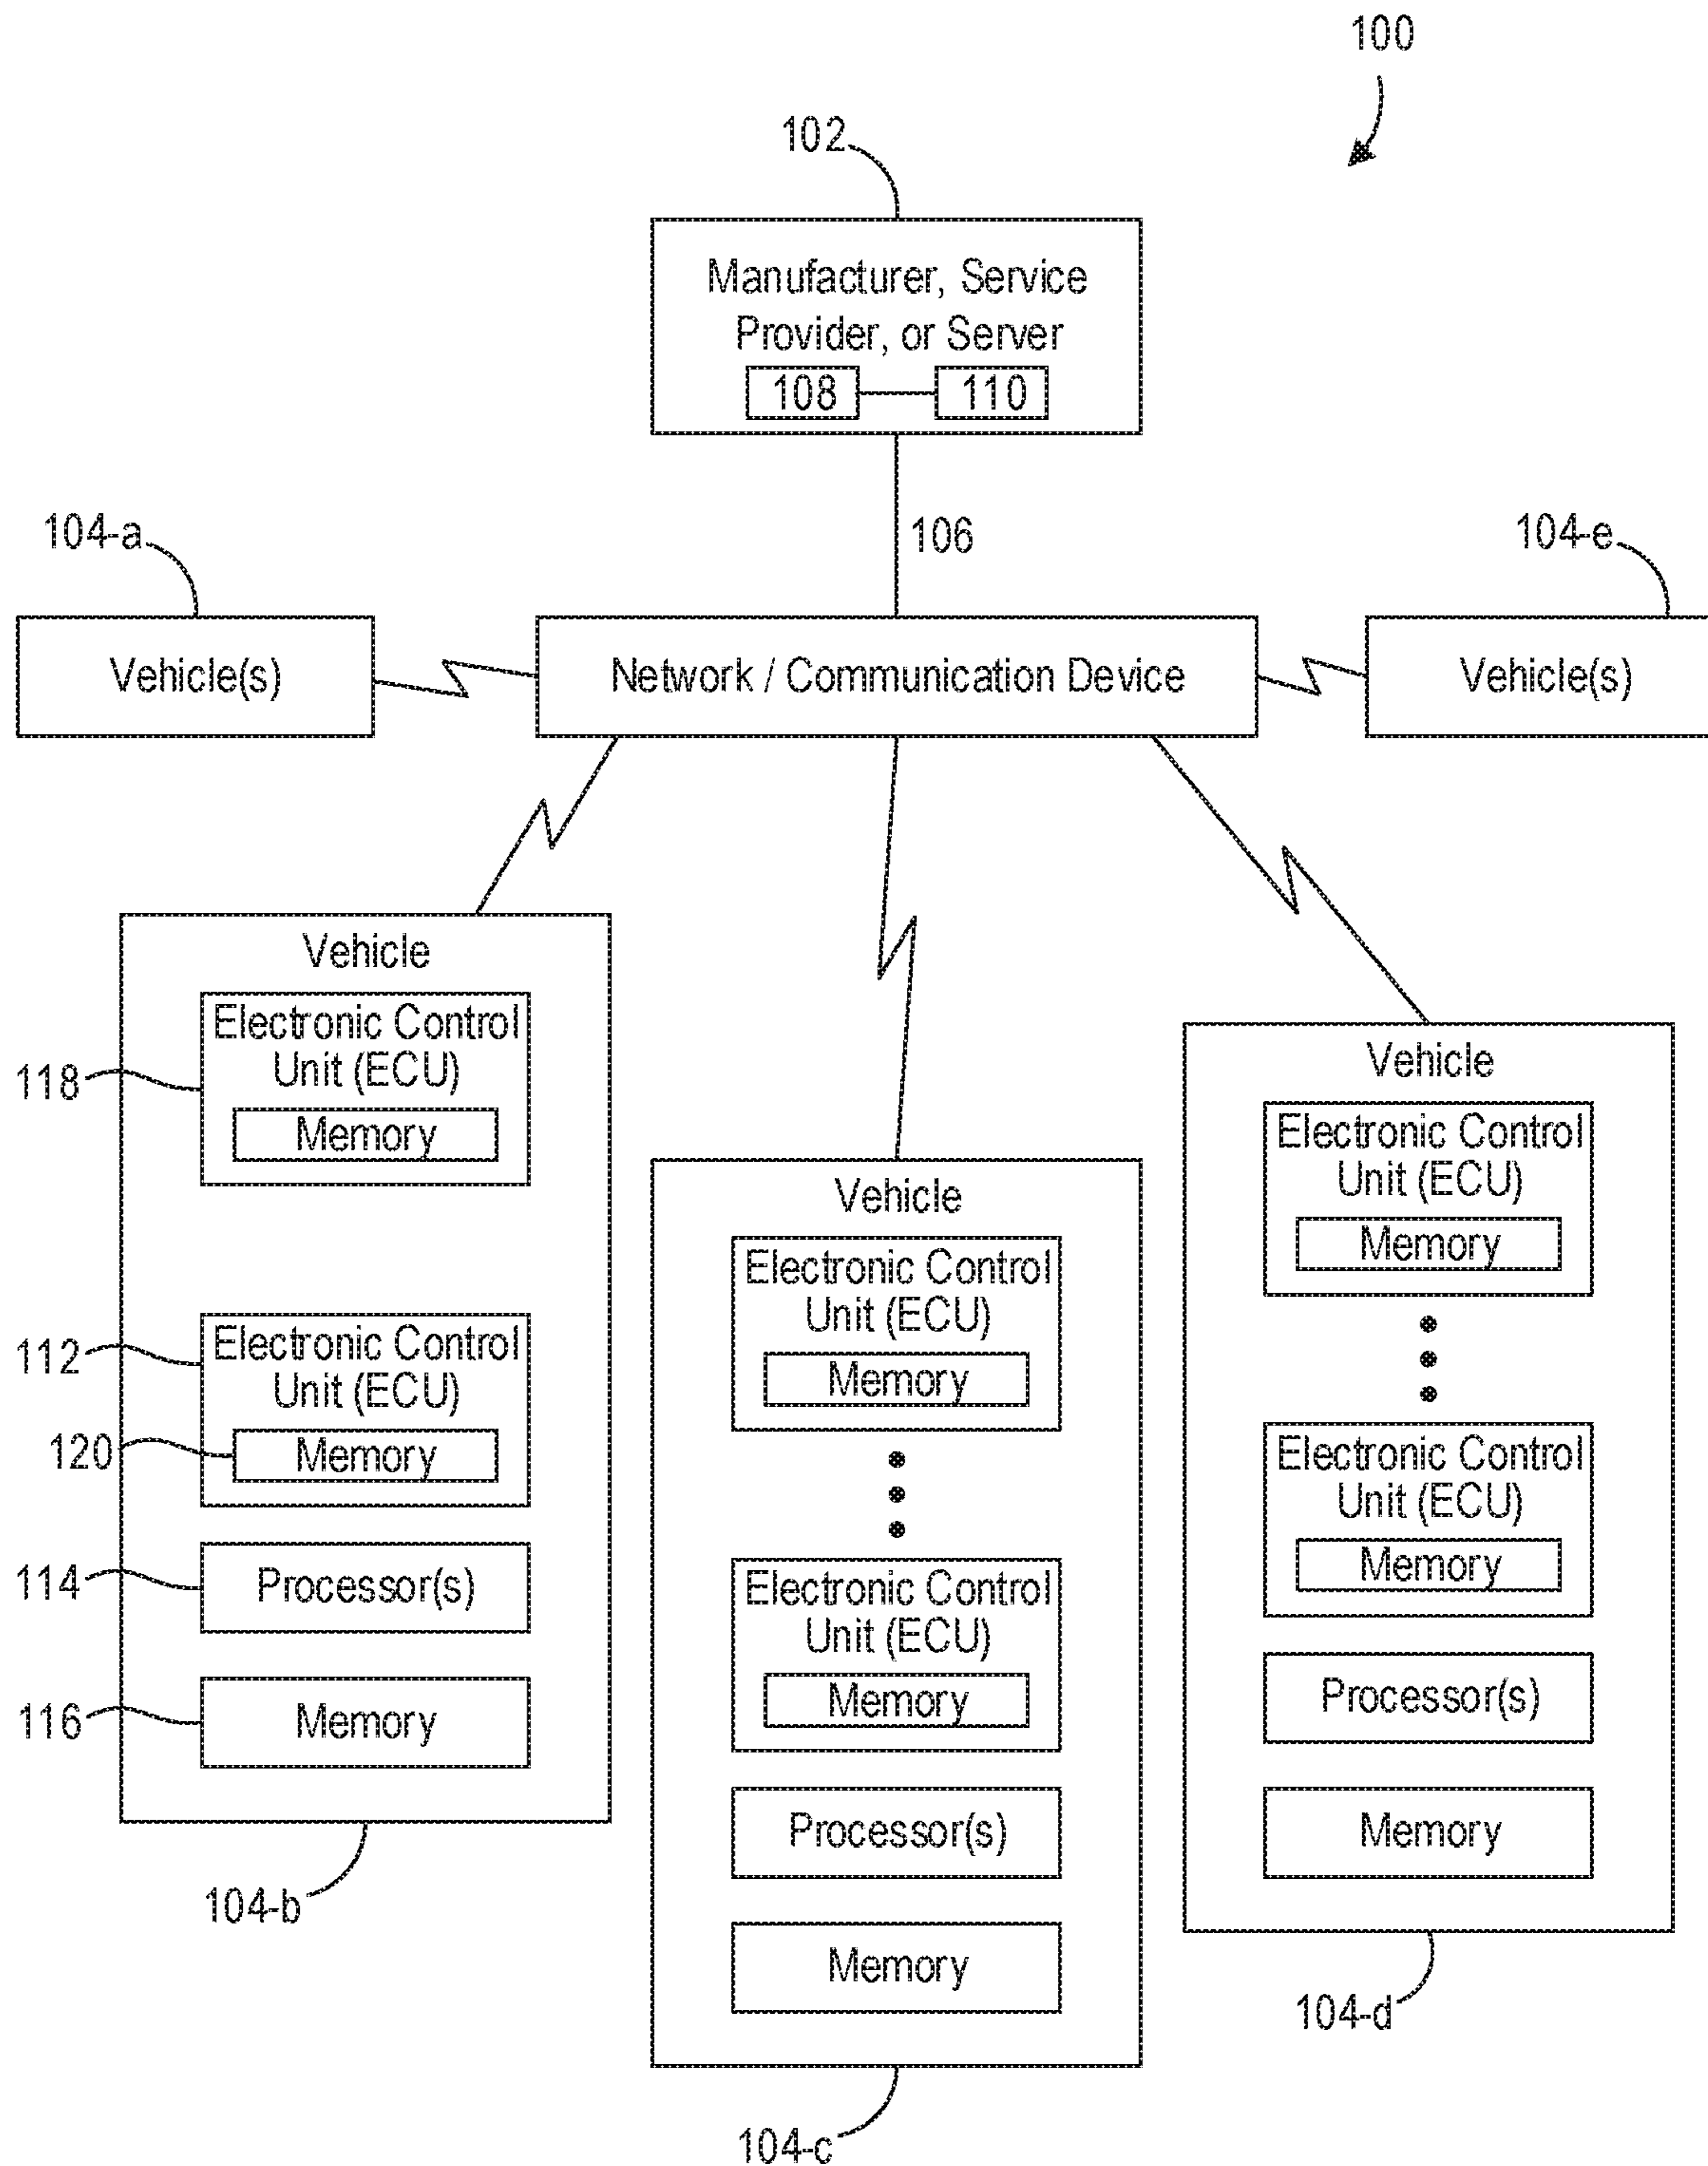 100
102
Manufacturer, Service
Provider, or Server
108
110
106
104-a
104-e
Vehicle(s)
Network / Communication Device
Vehicle(s)
Vehicle
Electronic Control
Unit (ECU)
Memory
118
Electronic Control
Unit (ECU)
Memory
112
120
Processor(s)
114
Memory
116
104-b
Vehicle
Electronic Control
Unit (ECU)
Memory
Electronic Control
Unit (ECU)
Memory
Processor(s)
Memory
104-c
Vehicle
Electronic Control
Unit (ECU)
Memory
Electronic Control
Unit (ECU)
Memory
Processor(s)
Memory
104-d